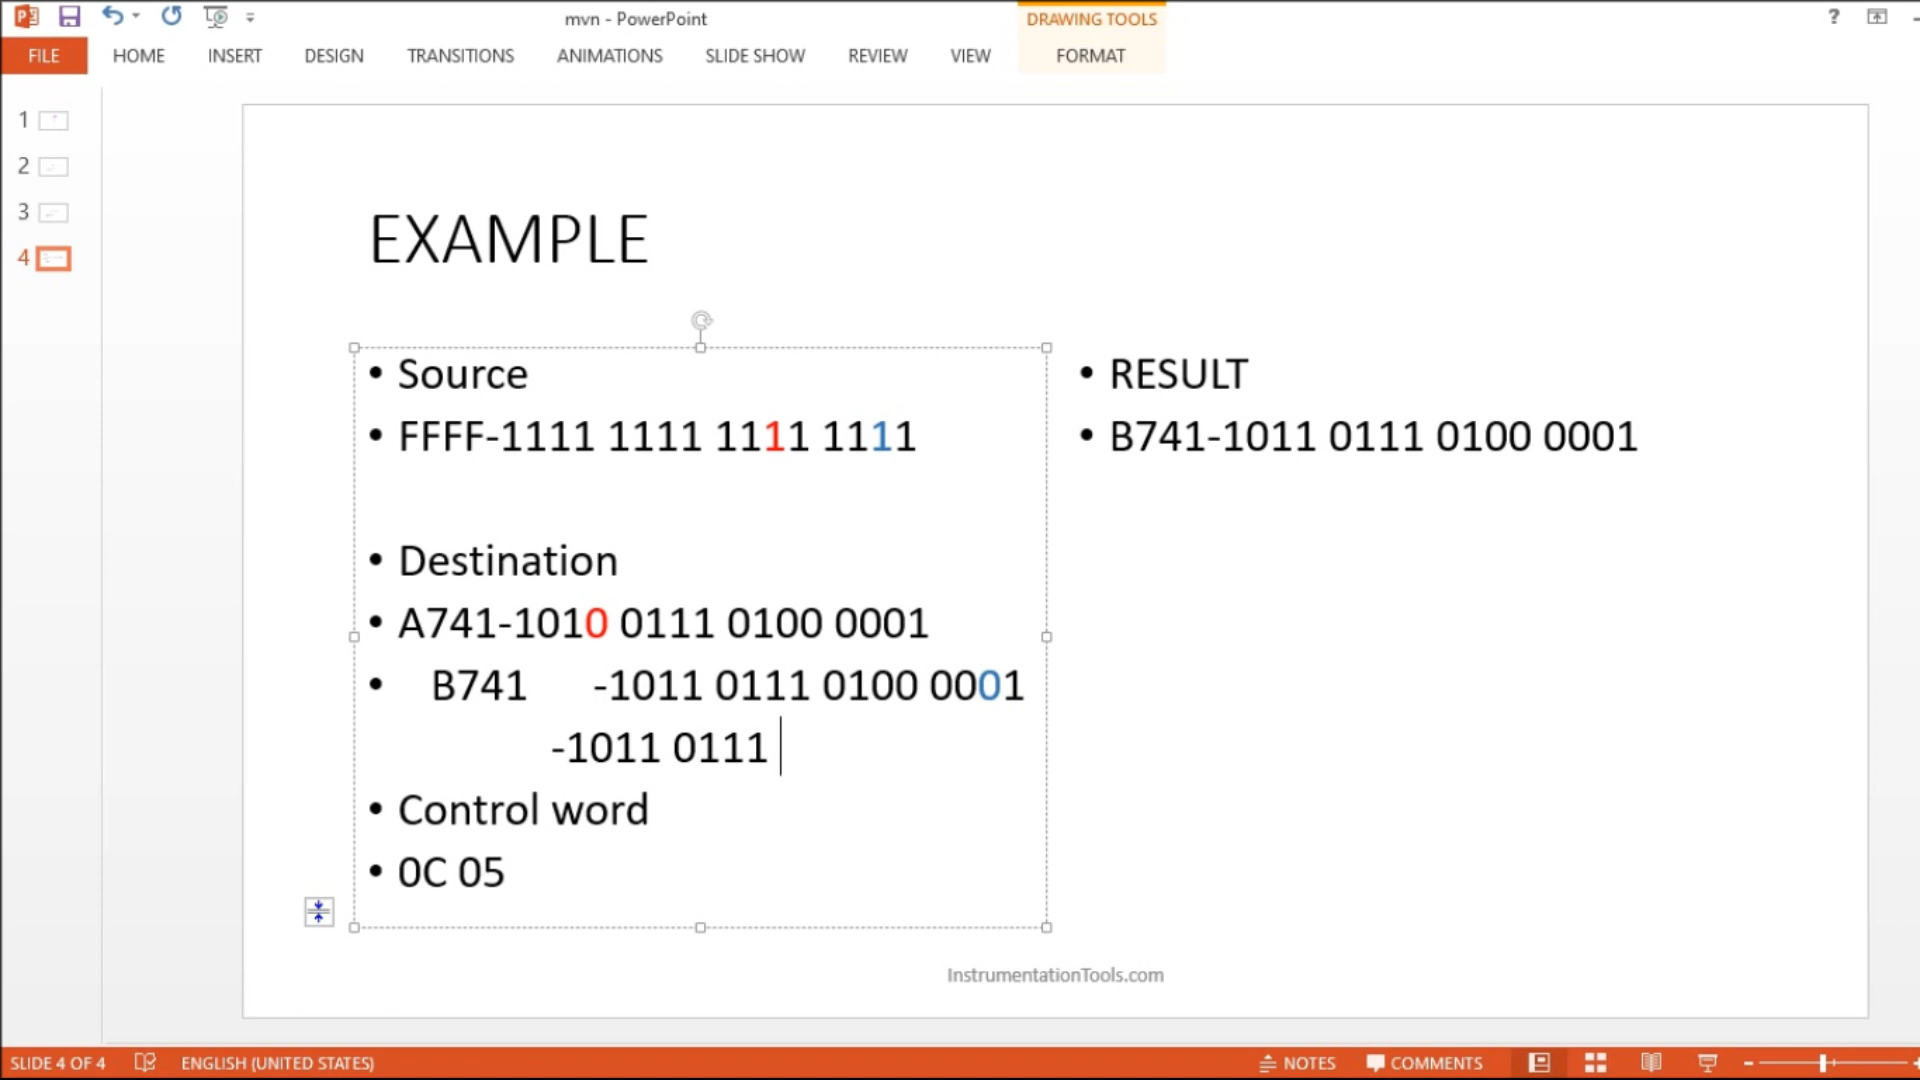 mvn - PowerPoint
DRAWING TOOLS
?
FILE
HOME
INSERT
DESIGN
TRANSITIONS
ANIMATIONS
SLIDE SHOW
REVIEW
VIEW
FORMAT
1
2
3
4
EXAMPLE
• Source
• FFFF-1111 1111 1111 1111
• Destination
• A741-1010 0111 0100 0001
• B741 -1011 0111 0100 0001
-1011 0111
• Control word
• 0C 05
• RESULT
• B741-1011 0111 0100 0001
InstrumentationTools.com
SLIDE 4 OF 4
ENGLISH (UNITED STATES)
NOTES
COMMENTS